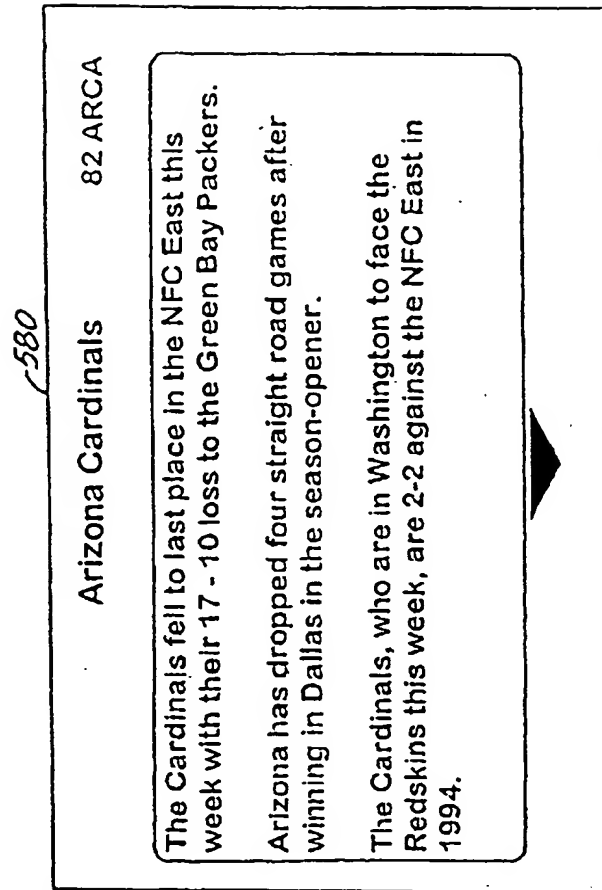 580
Arizona Cardinals 82 ARCA
The Cardinals fell to last place in the NFC East this
week with their 17 - 10 loss to the Green Bay Packers.
Arizona has dropped four straight road games after
winning in Dallas in the season-opener.
The Cardinals, who are in Washington to face the
Redskins this week, are 2-2 against the NFC East in
1994.